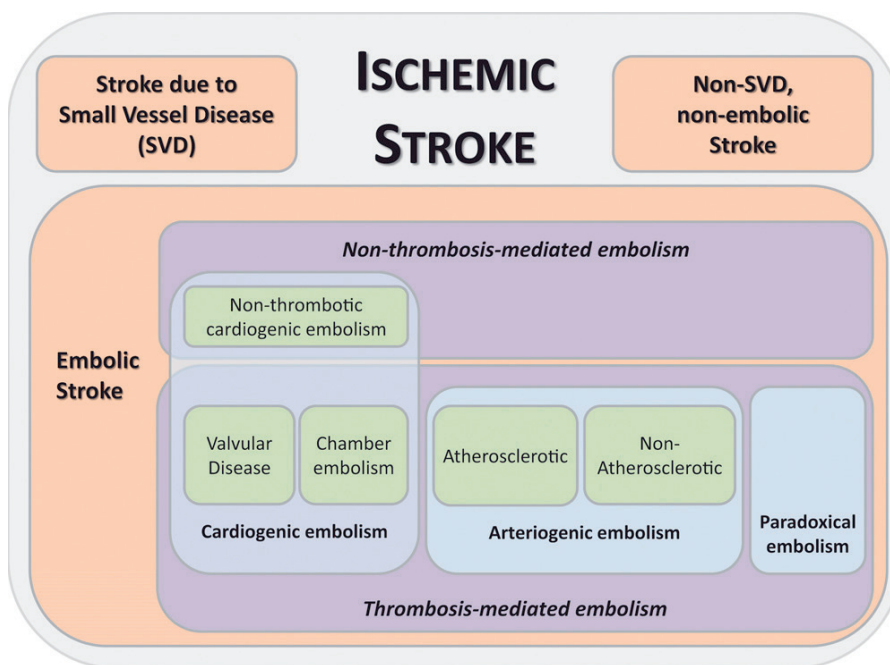 Stroke due to
Small Vessel Disease
(SVD)
ISCHEMIC
STROKE
Non-SVD,
non-embolic
Stroke
Non-thrombosis-mediated embolism
Non-thrombotic
cardiogenic embolism
Embolic
Stroke
Valvular
Disease
Chamber
embolism
Atherosclerotic
Non-
Atherosclerotic
Cardiogenic embolism
Arteriogenic embolism
Paradoxical
embolism
Thrombosis-mediated embolism